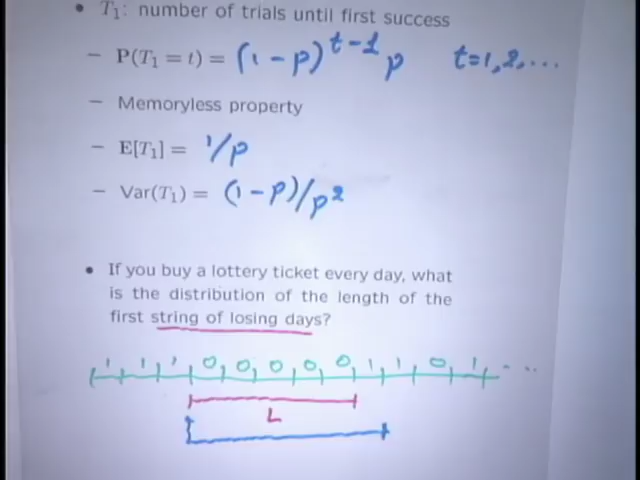 • T₁: number of trials until first success
– P(T₁ = t) = (1-p)^{t-1} p t=1,2,...
– Memoryless property
– E[T₁] = 1/p
– Var(T₁) = (1-p)/p²
• If you buy a lottery ticket every day, what
is the distribution of the length of the
first string of losing days?
1 1 1 0 0 0 0 0 1 1 0 1 ...
L